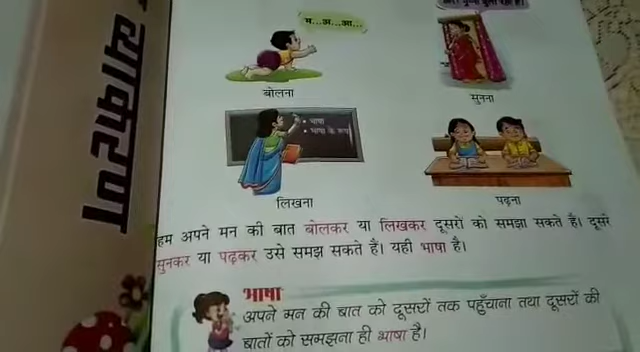 म...अ...आ...
बोलना
सुनना
भाषा
भाषा के रूप
लिखना
पढ़ना
व्याकरण
हम अपने मन की बात बोलकर या लिखकर दूसरों को समझा सकते हैं। दूसरे
सुनकर या पढ़कर उसे समझ सकते हैं। यही भाषा है।
भाषा
अपने मन की बात को दूसरों तक पहुँचाना तथा दूसरों की
बातों को समझना ही भाषा है।